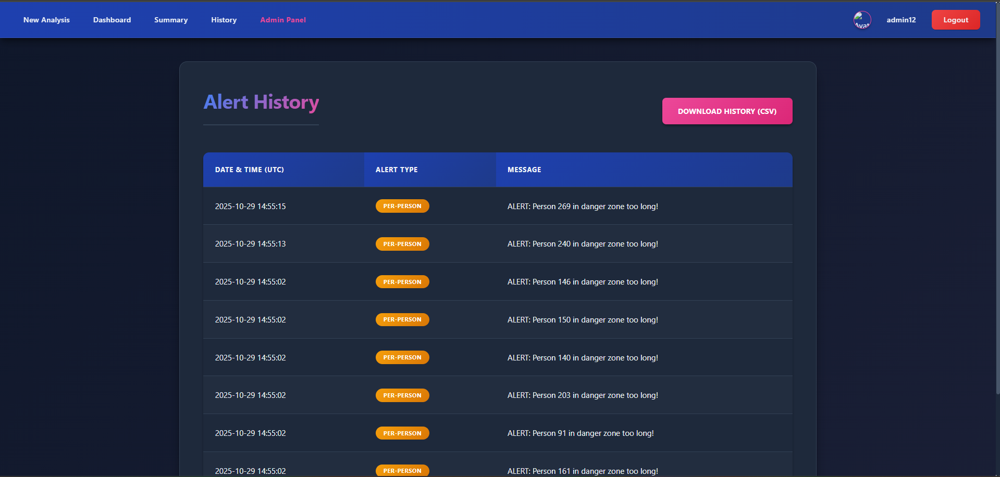 New Analysis Dashboard Summary History Admin Panel Avat admin12 Logout
Alert History
DOWNLOAD HISTORY (CSV)
DATE & TIME (UTC) ALERT TYPE MESSAGE
2025-10-29 14:55:15 PER-PERSON ALERT: Person 269 in danger zone too long!
2025-10-29 14:55:13 PER-PERSON ALERT: Person 240 in danger zone too long!
2025-10-29 14:55:02 PER-PERSON ALERT: Person 146 in danger zone too long!
2025-10-29 14:55:02 PER-PERSON ALERT: Person 150 in danger zone too long!
2025-10-29 14:55:02 PER-PERSON ALERT: Person 140 in danger zone too long!
2025-10-29 14:55:02 PER-PERSON ALERT: Person 203 in danger zone too long!
2025-10-29 14:55:02 PER-PERSON ALERT: Person 91 in danger zone too long!
2025-10-29 14:55:02 PER-PERSON ALERT: Person 161 in danger zone too long!